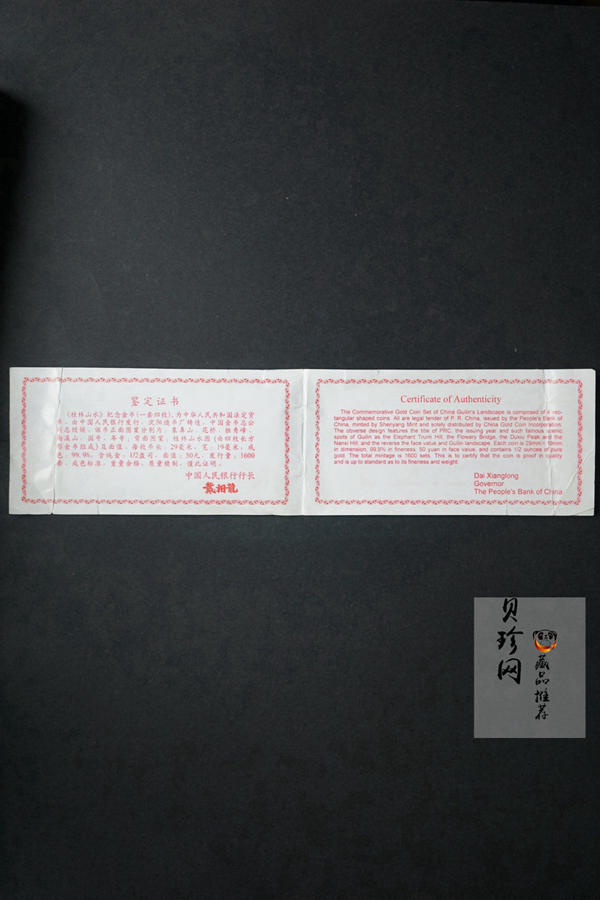 鉴定证书
《桂林山水》纪念金币(一套四枚),为中华人民共和国法定货
币。由中国人民银行发行,沈阳造币厂铸造,中国金币总公
司总经销。该币正面图案分别为:象鼻山、花桥、独秀峰、
南溪山、国号、年号;背面图案:桂林山水图(由四枚长方
形金币组成)及面值。每枚币长:29毫米,宽:19毫米,成
色:99.9%,含纯金:1/2盎司,面值:50元,发行量:1600
套。成色标准,重量合格,质量精制,谨此证明。
中国人民银行行长
戴相龍
Certificate of Authenticity
The Commemorative Gold Coin Set of China Guilin's Landscape is comprised of 4 rec-
tangular shaped coins. All are legal tender of P. R. China, issued by the People's Bank of
China, minted by Shenyang Mint and solely distributed by China Gold Coin Incorporation.
The obverse design features the title of PRC, the issuing year and such famous scenic
spots of Guilin as the Elephant Trunk Hill, the Flowery Bridge, the Duxiu Peak and the
Nanxi Hill; and the reverse the face value and Guilin landscape. Each coin is 29mm × 19mm
in dimension, 99.9% in fineness, 50 yuan in face value, and contains 1/2 ounces of pure
gold. The total mintage is 1600 sets. This is to certify that the coin is proof in quality
and is up to standard as to its fineness and weight.
Dai Xianglong
Governor
The People's Bank of China
贝珍网
藏品推荐